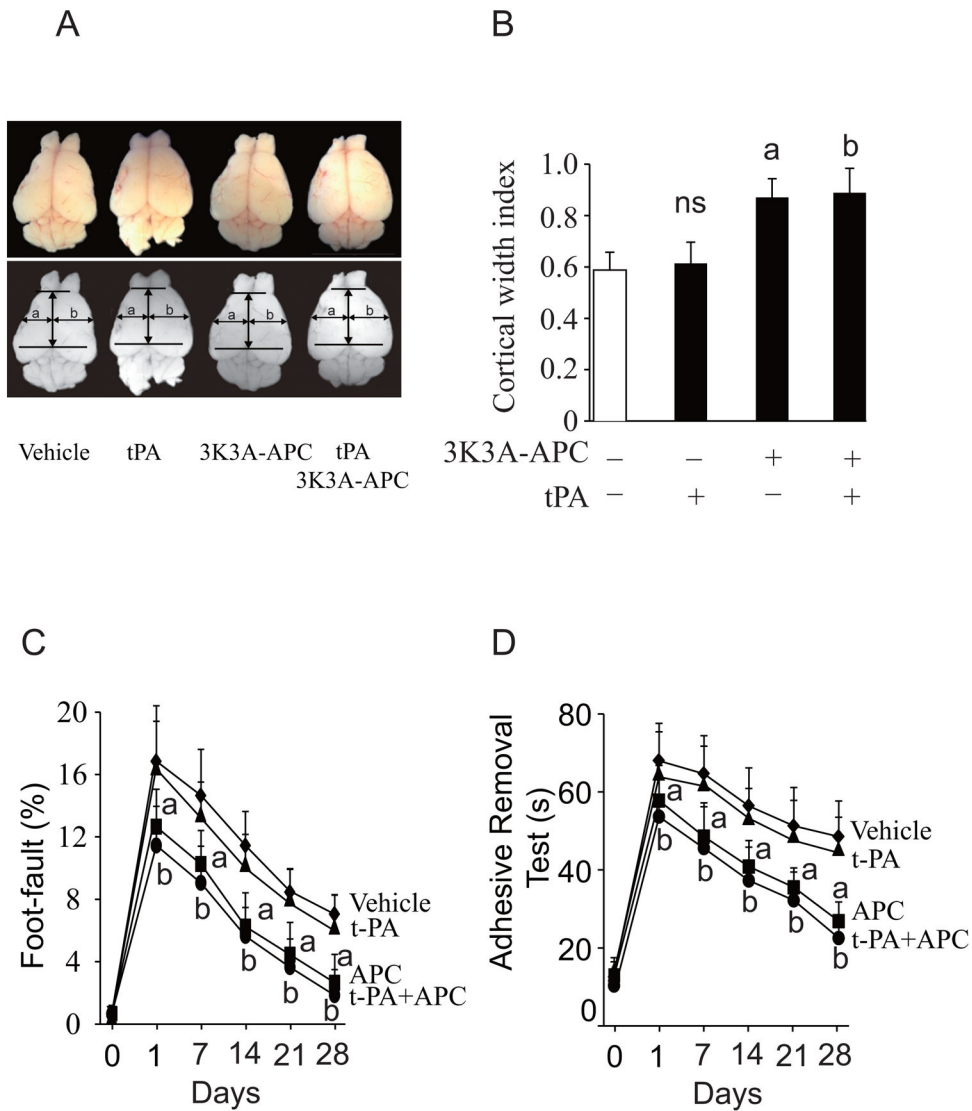 A
a b a b a b a b
Vehicle tPA 3K3A-APC tPA
3K3A-APC
B
Cortical width index
1.0
0.8
0.6
0.4
0.2
0
ns a b
3K3A-APC – – + +
tPA – + – +
C
Foot-fault (%)
20
16
12
8
4
0
a
a
a
a
a
b
b
b
b
b
Vehicle
t-PA
APC
t-PA+APC
0 1 7 14 21 28
Days
D
Adhesive Removal
Test (s)
80
60
40
20
0
a
a
a
a
a
b
b
b
b
b
Vehicle
t-PA
APC
t-PA+APC
0 1 7 14 21 28
Days